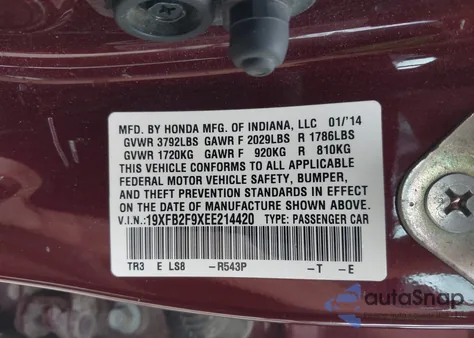 MFD. BY HONDA MFG. OF INDIANA, LLC 01/'14
GVWR 3792LBS GAWR F 2029LBS R 1786LBS
GVWR 1720KG GAWR F 920KG R 810KG
THIS VEHICLE CONFORMS TO ALL APPLICABLE
FEDERAL MOTOR VEHICLE SAFETY, BUMPER,
AND THEFT PREVENTION STANDARDS IN EFFECT
ON THE DATE OF MANUFACTURE SHOWN ABOVE.
V.I.N.:19XFB2F9XEE214420 TYPE: PASSENGER CAR
TR3 E LS8 -R543P -T -E
autaSnap